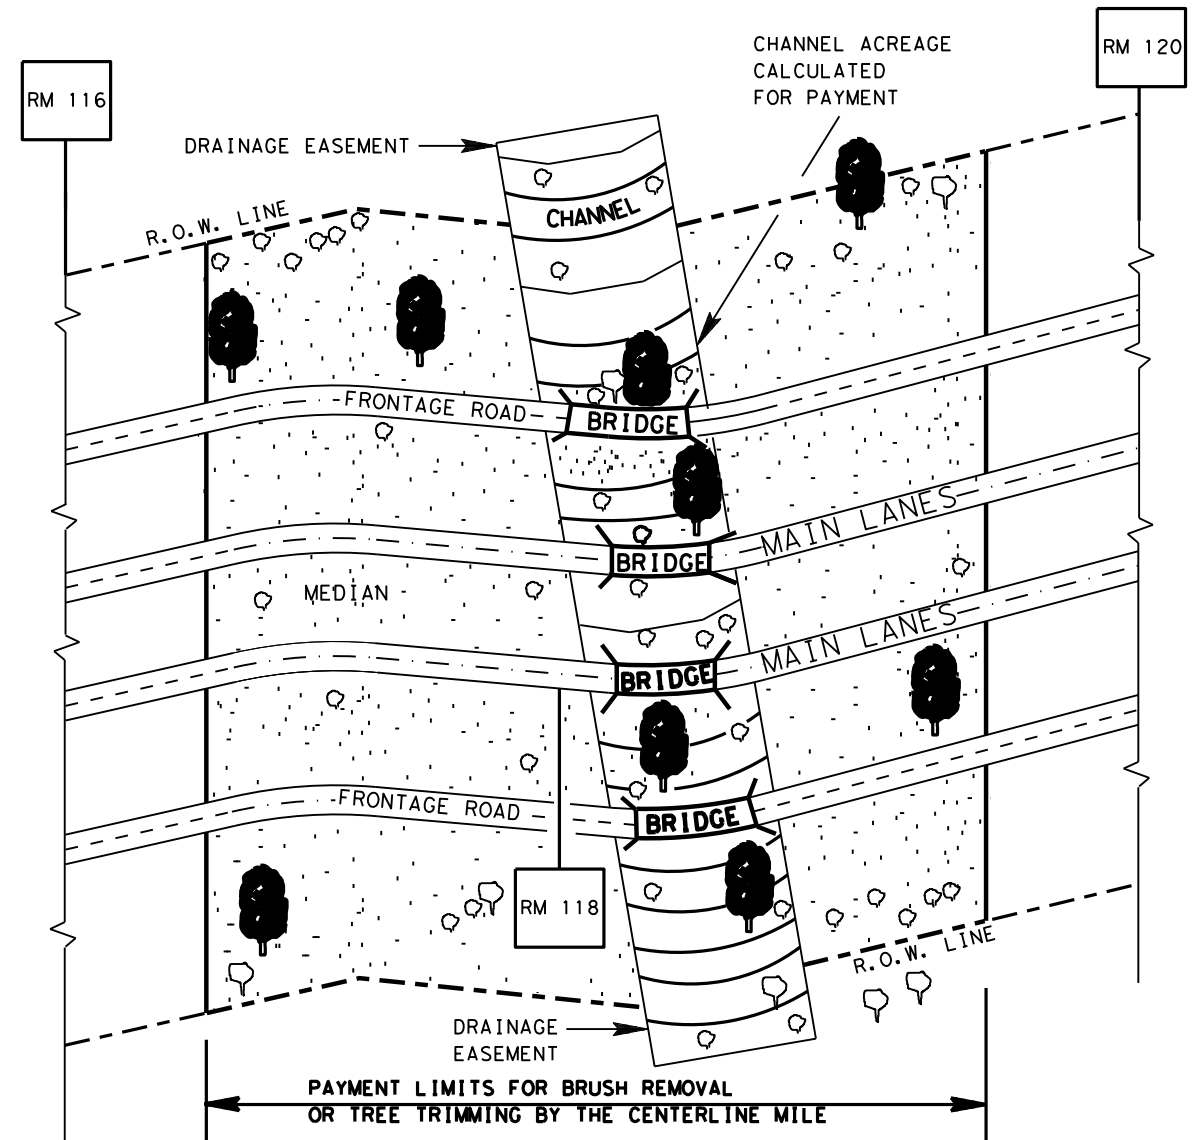 RM 120
CHANNEL ACREAGE
CALCULATED
FOR PAYMENT
RM 116
DRAINAGE EASEMENT
R.O.W. LINE
CHANNEL
FRONTAGE ROAD
BRIDGE
MAIN LANES
BRIDGE
MEDIAN
MAIN LANES
BRIDGE
FRONTAGE ROAD
BRIDGE
RM 118
R.O.W. LINE
DRAINAGE
EASEMENT
PAYMENT LIMITS FOR BRUSH REMOVAL
OR TREE TRIMMING BY THE CENTERLINE MILE